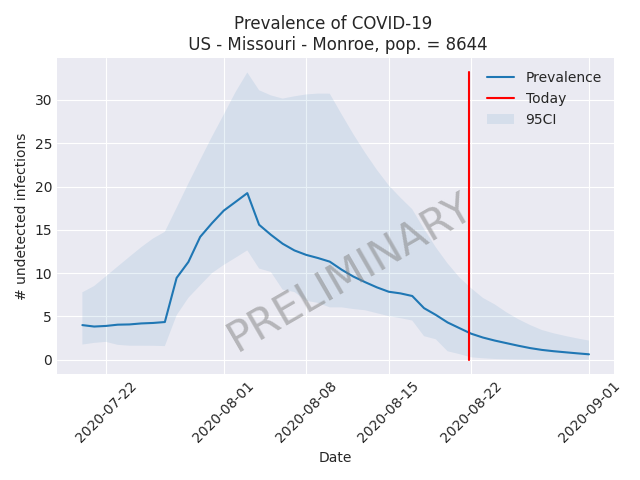 Prevalence of COVID-19
US - Missouri - Monroe, pop. = 8644
# undetected infections
30
25
20
15
10
5
0
Prevalence
Today
95CI
PRELIMINARY
2020-07-22
2020-08-01
2020-08-08
2020-08-15
2020-08-22
2020-09-01
Date